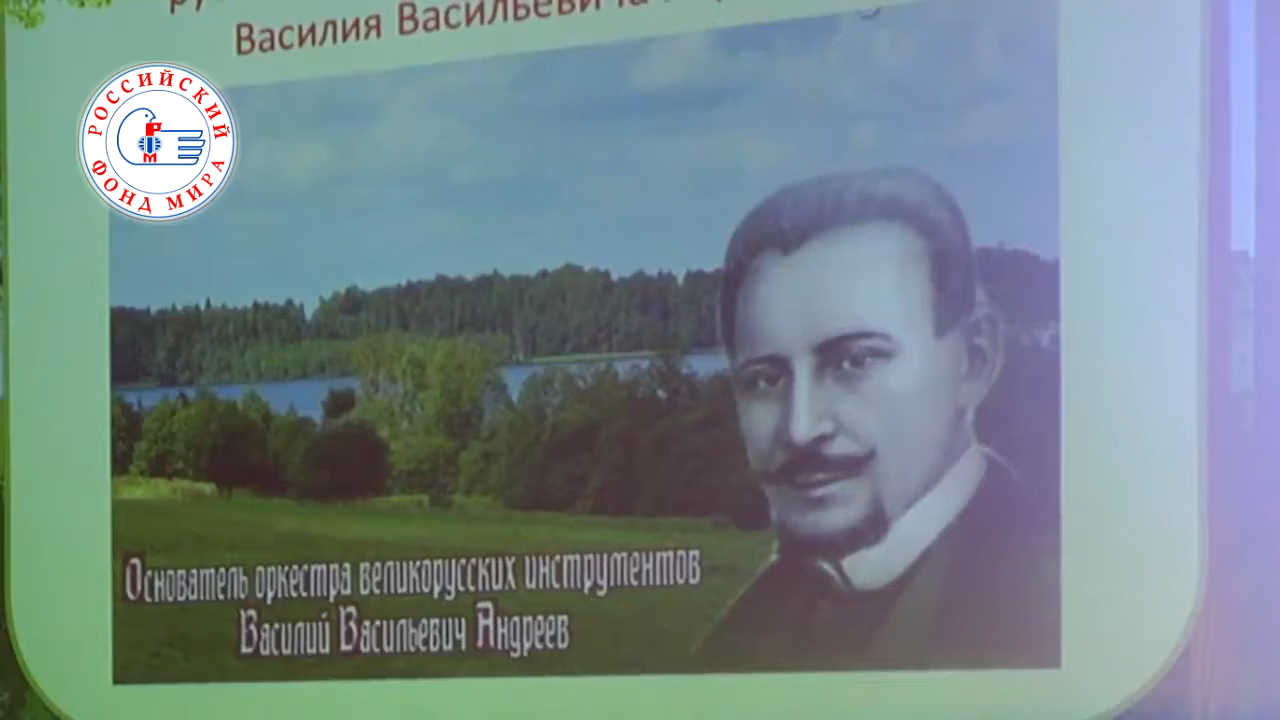 Василия Васильевича
РОССИЙСКИЙ
ФОНД МИРА
Р
М
Основатель оркестра великорусских инструментов
Василий Васильевич Андреев